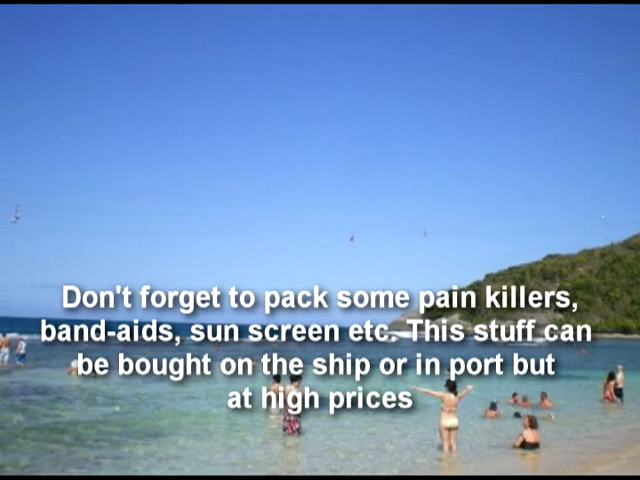 Don't forget to pack some pain killers,
band-aids, sun screen etc. This stuff can
be bought on the ship or in port but
at high prices